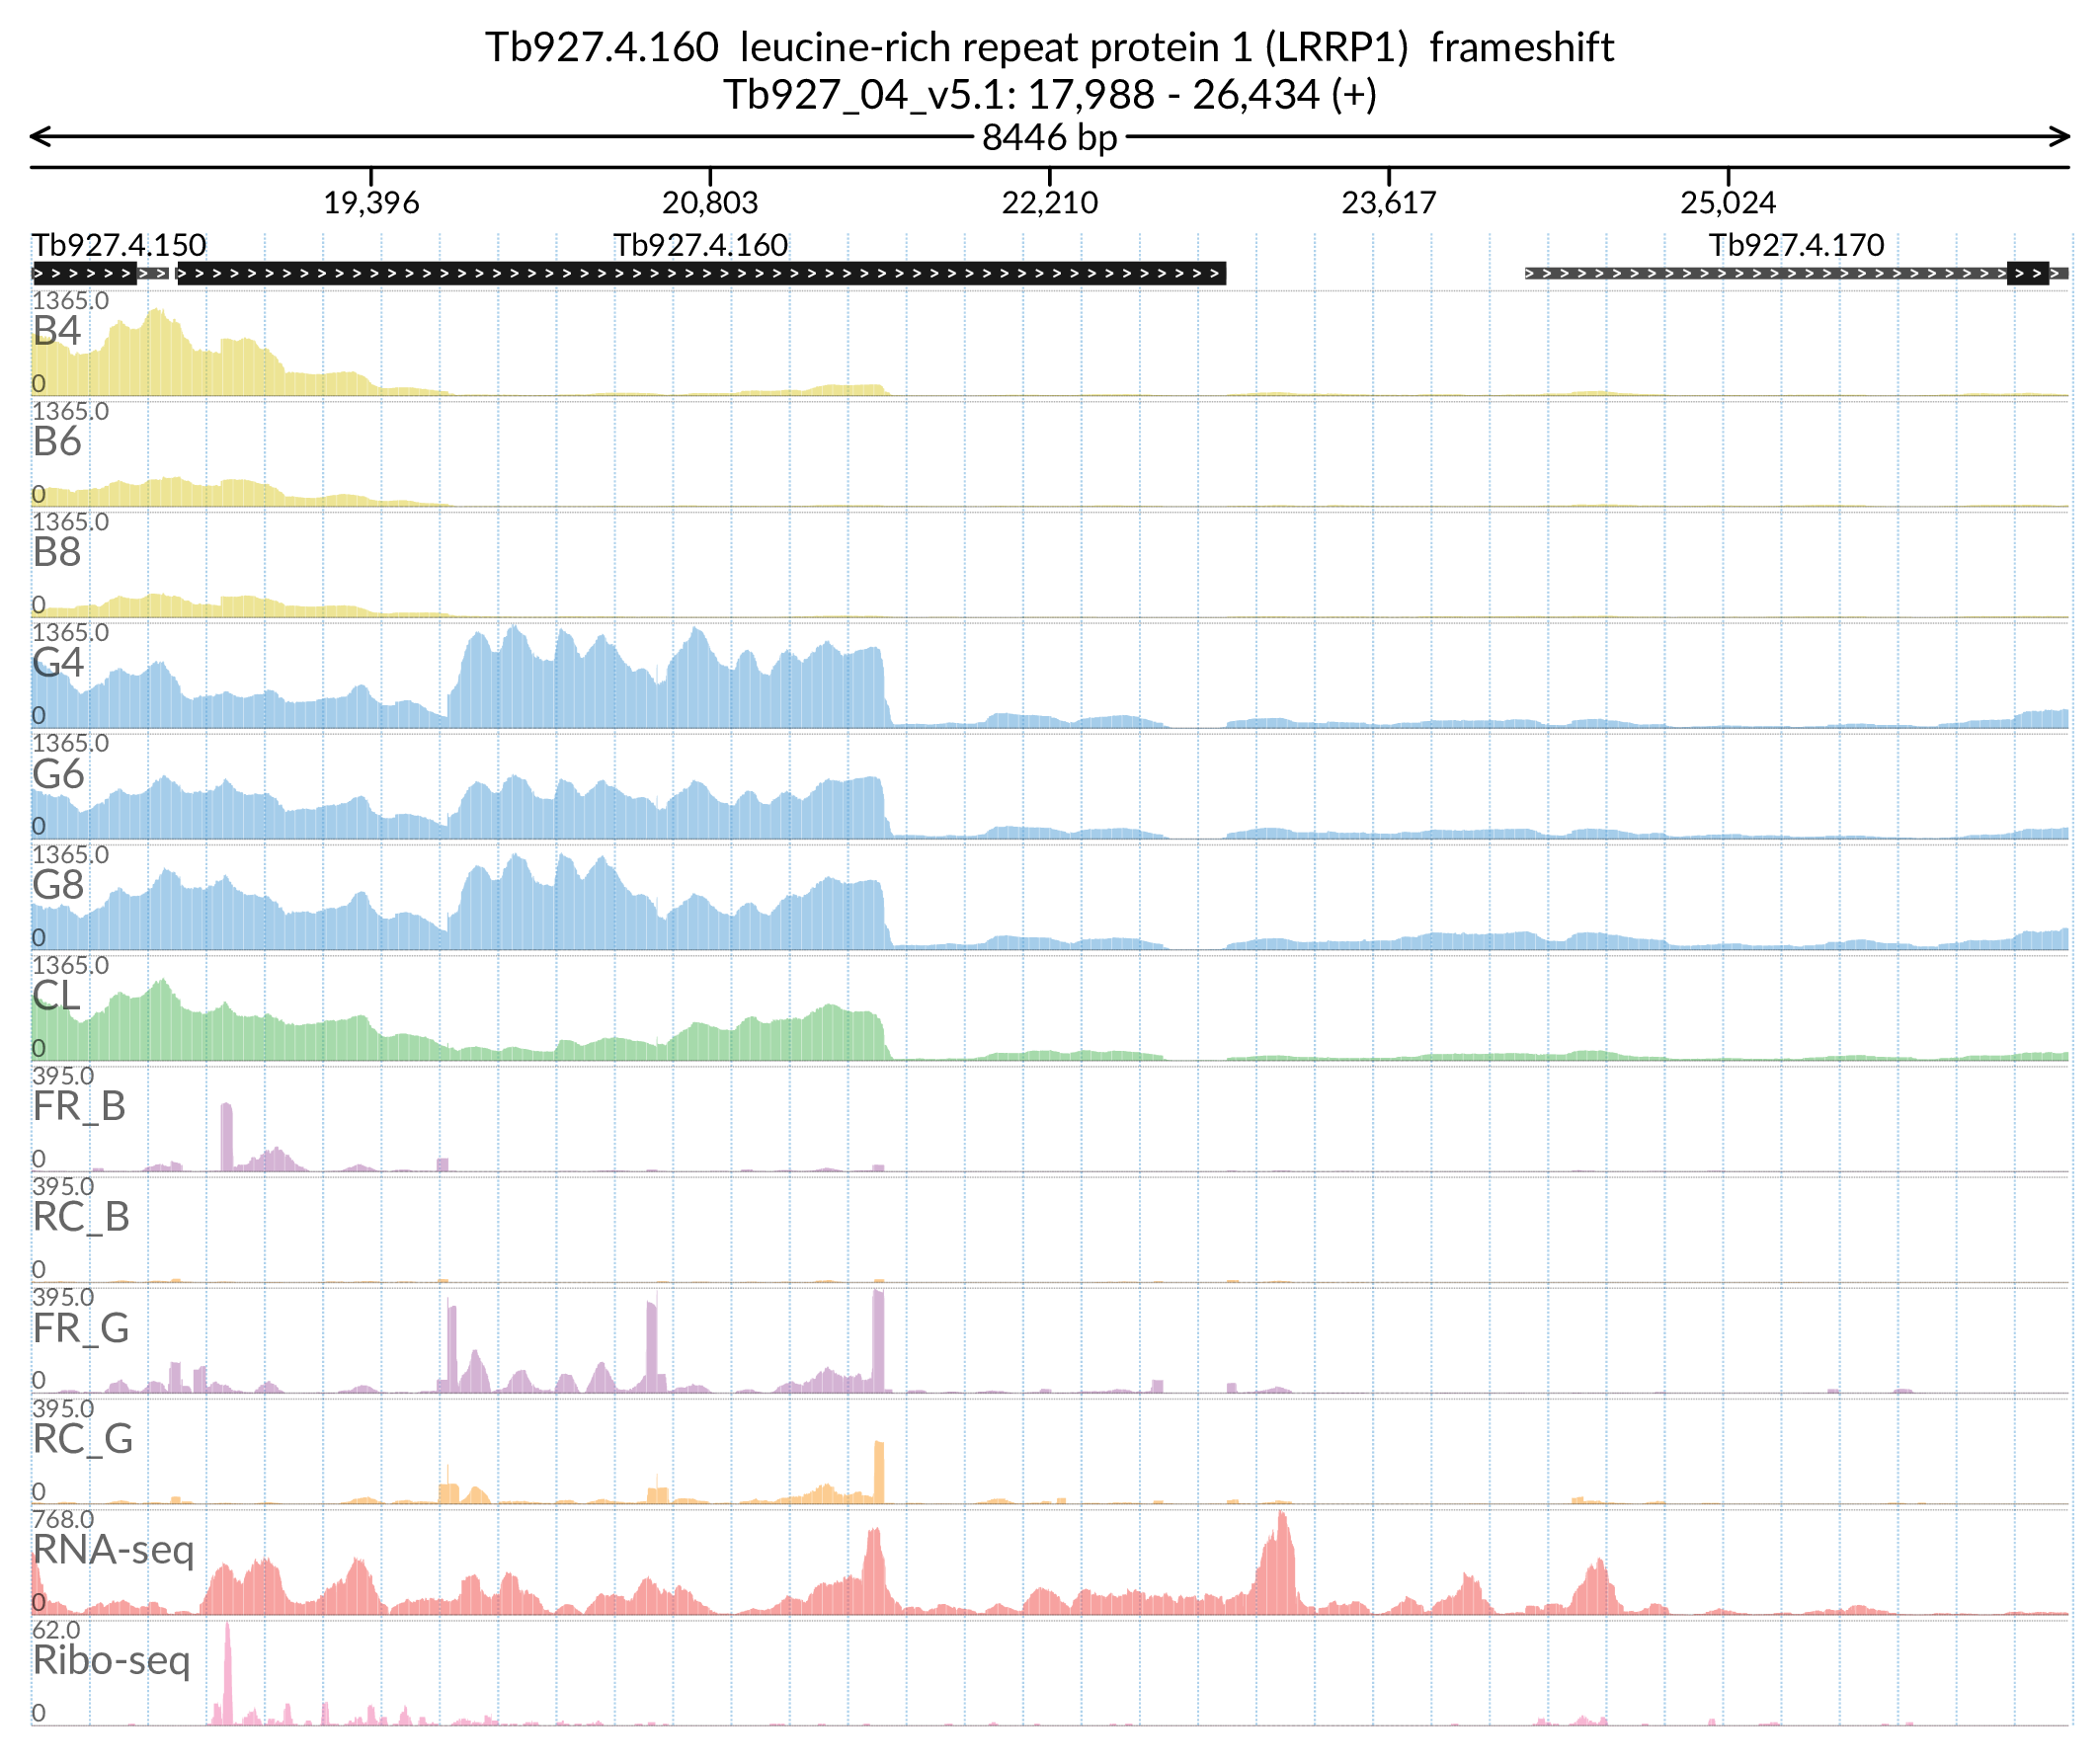 Tb927.4.160 leucine-rich repeat protein 1 (LRRP1) frameshift
Tb927_04_v5.1: 17,988 - 26,434 (+)
8446 bp
19,396 20,803 22,210 23,617 25,024
Tb927.4.150 Tb927.4.160 Tb927.4.170
1365.0
B4
0
1365.0
B6
0
1365.0
B8
0
1365.0
G4
0
1365.0
G6
0
1365.0
G8
0
1365.0
CL
0
395.0
FR_B
0
395.0
RC_B
0
395.0
FR_G
0
395.0
RC_G
0
768.0
RNA-seq
0
62.0
Ribo-seq
0